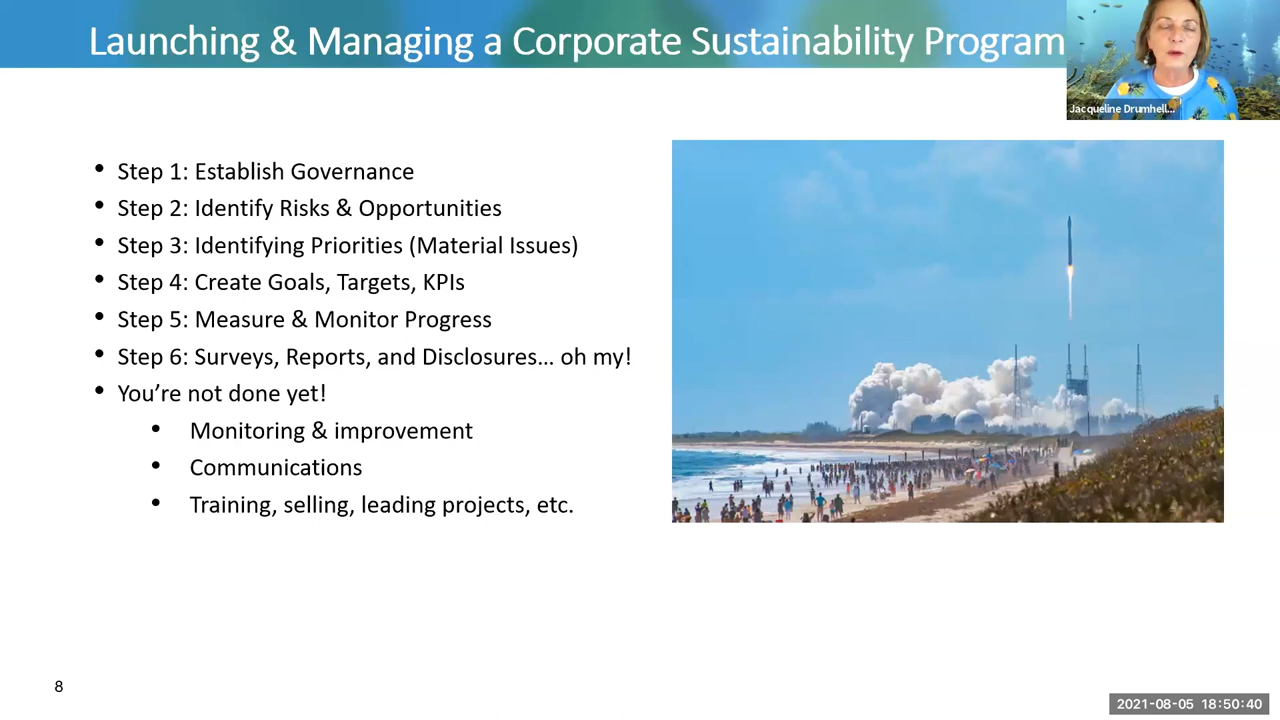 Launching & Managing a Corporate Sustainability Program
Jacqueline Drumhell...
• Step 1: Establish Governance
• Step 2: Identify Risks & Opportunities
• Step 3: Identifying Priorities (Material Issues)
• Step 4: Create Goals, Targets, KPIs
• Step 5: Measure & Monitor Progress
• Step 6: Surveys, Reports, and Disclosures... oh my!
• You’re not done yet!
• Monitoring & improvement
• Communications
• Training, selling, leading projects, etc.
8
2021-08-05 18:50:40